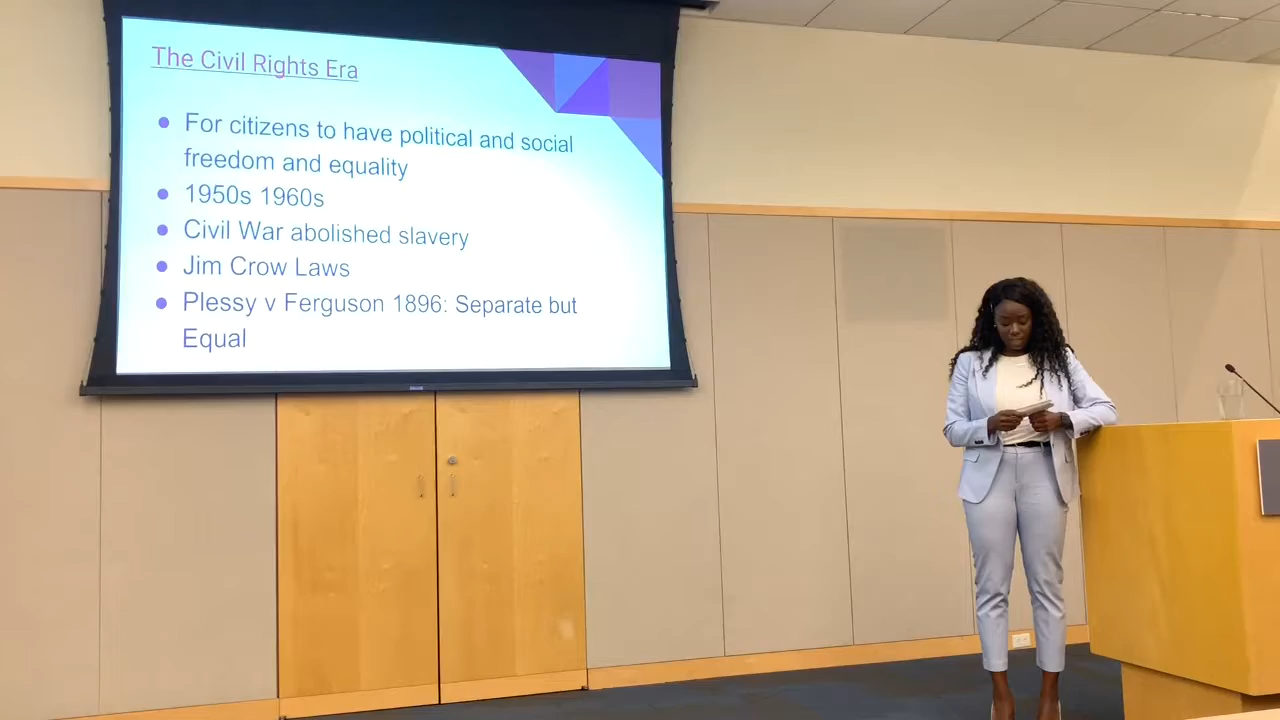 The Civil Rights Era
● For citizens to have political and social
freedom and equality
● 1950s 1960s
● Civil War abolished slavery
● Jim Crow Laws
● Plessy v Ferguson 1896: Separate but
Equal